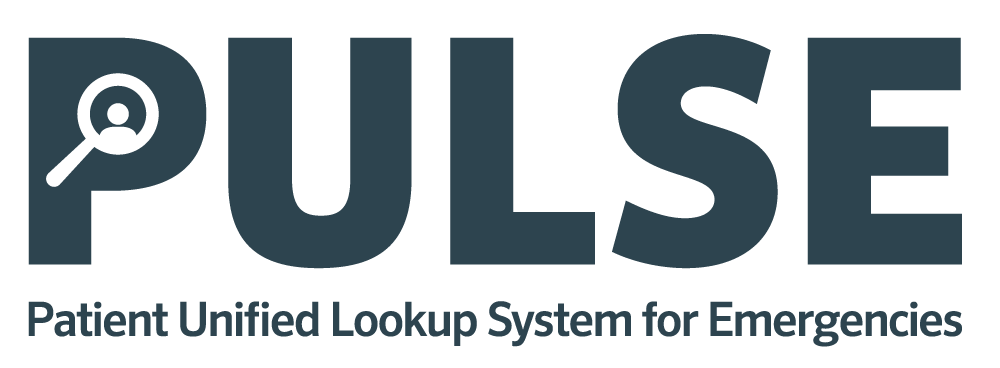 PULSE
Patient Unified Lookup System for Emergencies